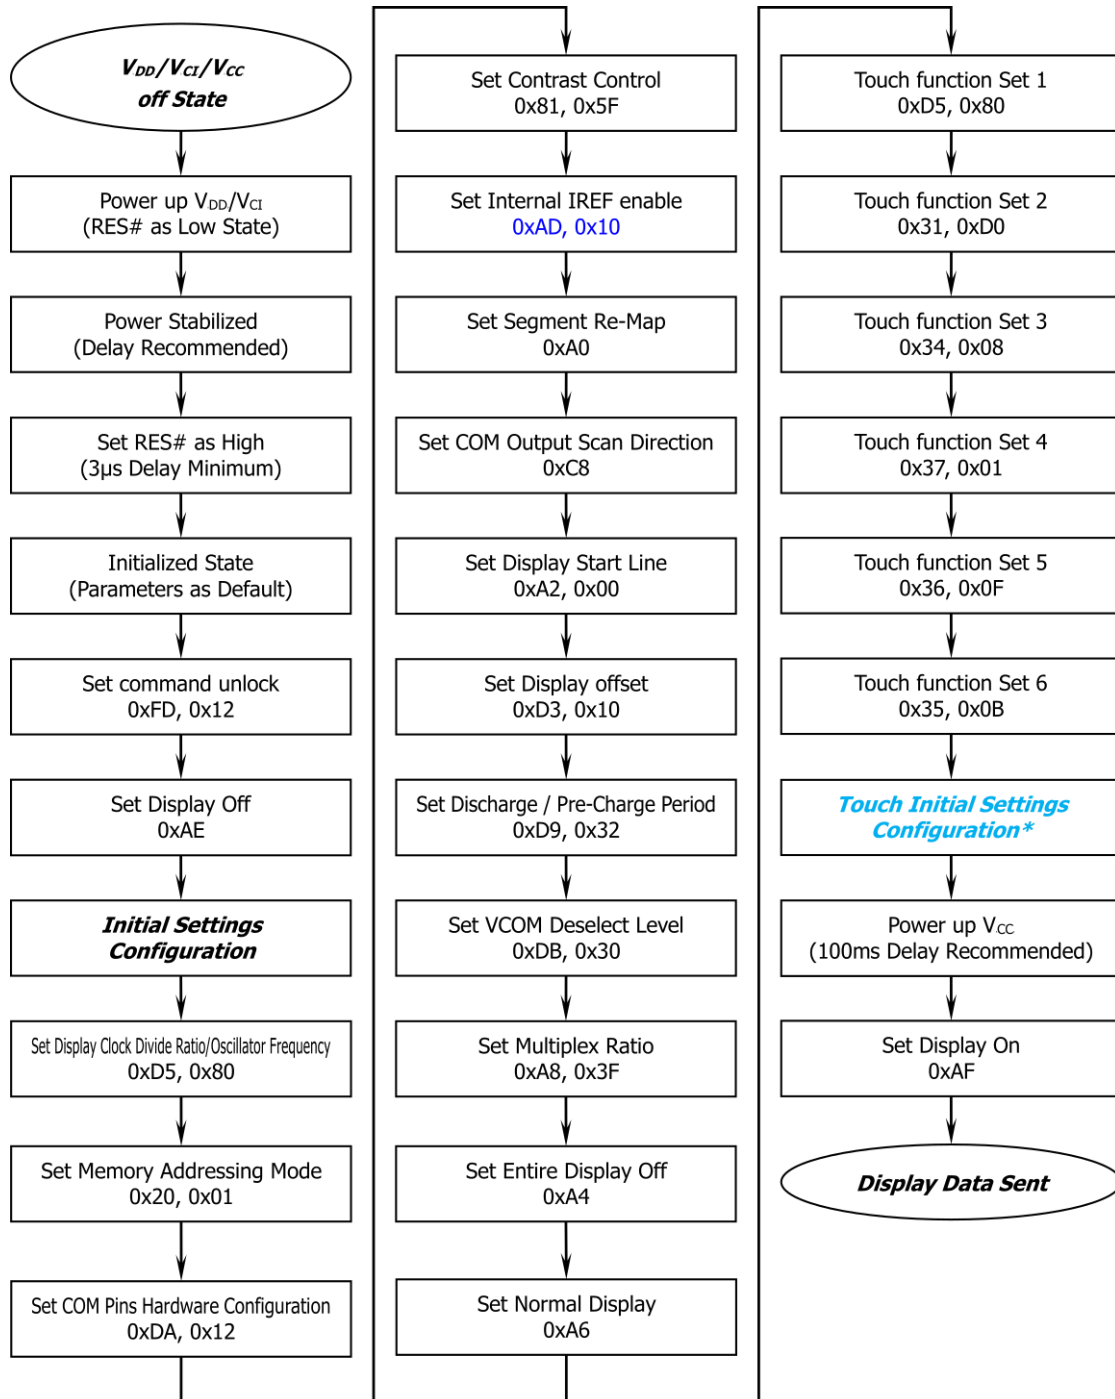 VDD/VCI/VCC
off State
Power up VDD/VCI
(RES# as Low State)
Power Stabilized
(Delay Recommended)
Set RES# as High
(3μs Delay Minimum)
Initialized State
(Parameters as Default)
Set command unlock
0xFD, 0x12
Set Display Off
0xAE
Initial Settings
Configuration
Set Display Clock Divide Ratio/Oscillator Frequency
0xD5, 0x80
Set Memory Addressing Mode
0x20, 0x01
Set COM Pins Hardware Configuration
0xDA, 0x12
Set Contrast Control
0x81, 0x5F
Set Internal IREF enable
0xAD, 0x10
Set Segment Re-Map
0xA0
Set COM Output Scan Direction
0xC8
Set Display Start Line
0xA2, 0x00
Set Display offset
0xD3, 0x10
Set Discharge / Pre-Charge Period
0xD9, 0x32
Set VCOM Deselect Level
0xDB, 0x30
Set Multiplex Ratio
0xA8, 0x3F
Set Entire Display Off
0xA4
Set Normal Display
0xA6
Touch function Set 1
0xD5, 0x80
Touch function Set 2
0x31, 0xD0
Touch function Set 3
0x34, 0x08
Touch function Set 4
0x37, 0x01
Touch function Set 5
0x36, 0x0F
Touch function Set 6
0x35, 0x0B
Touch Initial Settings
Configuration*
Power up VCC
(100ms Delay Recommended)
Set Display On
0xAF
Display Data Sent